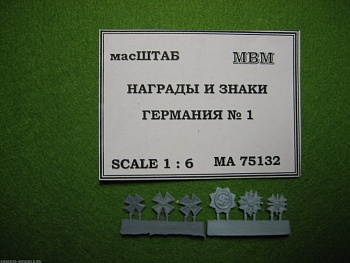 масШТАБ МВМ
НАГРАДЫ И ЗНАКИ
ГЕРМАНИЯ № 1
SCALE 1 : 6 МА 75132